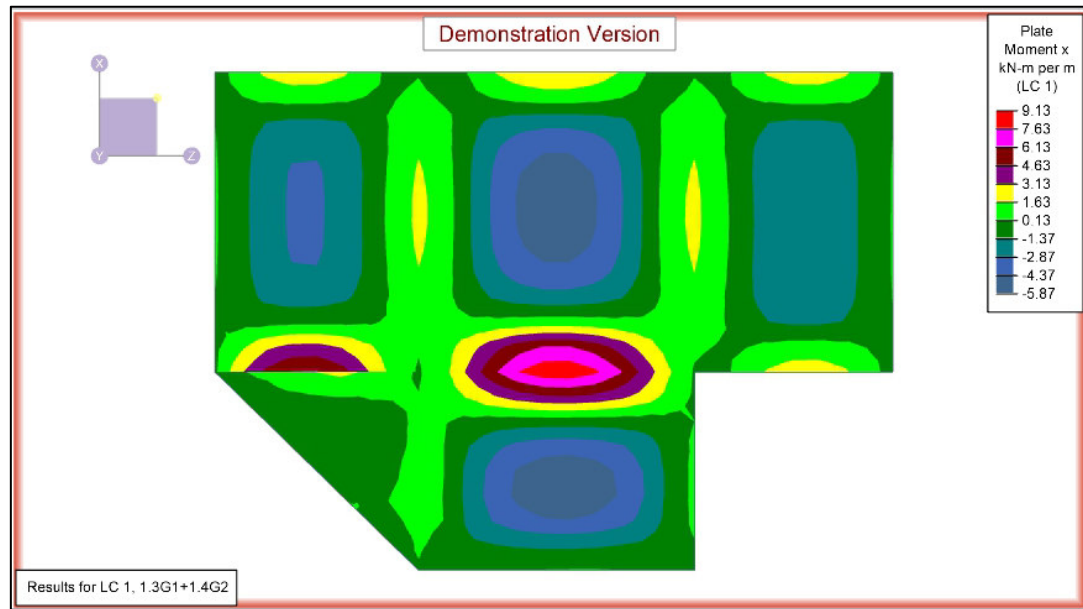 Demonstration Version
X
Y
Z
Plate
Moment x
kN-m per m
(LC 1)
9.13
7.63
6.13
4.63
3.13
1.63
0.13
-1.37
-2.87
-4.37
-5.87
Results for LC 1, 1.3G1+1.4G2